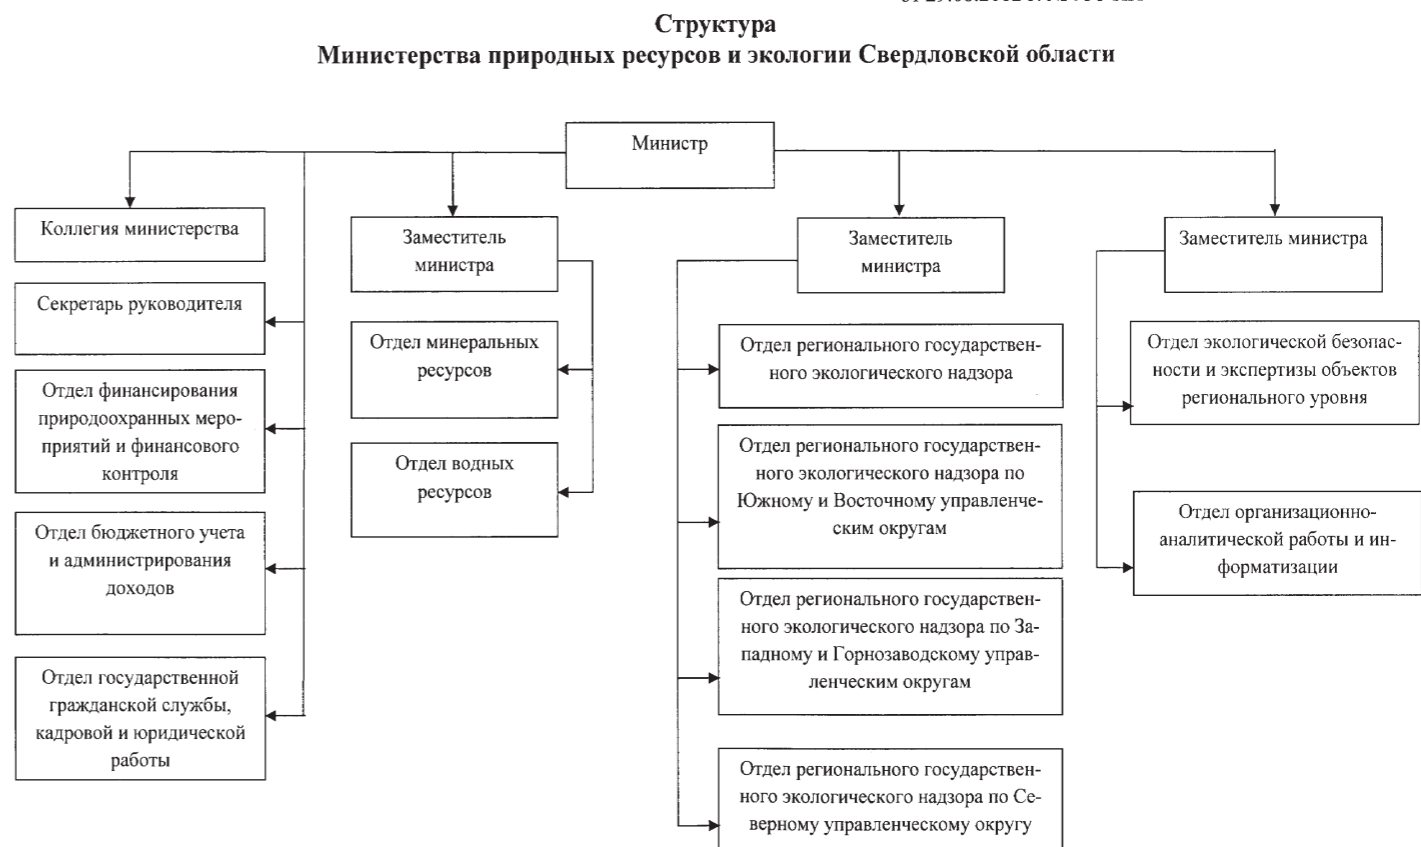 Структура
Министерства природных ресурсов и экологии Свердловской области
Министр
Коллегия министерства
Секретарь руководителя
Отдел финансирования
природоохранных меро-
приятий и финансового
контроля
Отдел бюджетного учета
и администрирования
доходов
Отдел государственной
гражданской службы,
кадровой и юридической
работы
Заместитель
министра
Отдел минеральных
ресурсов
Отдел водных
ресурсов
Заместитель
министра
Отдел регионального государствен-
ного экологического надзора
Отдел регионального государствен-
ного экологического надзора по
Южному и Восточному управленче-
ским округам
Отдел регионального государствен-
ного экологического надзора по За-
падному и Горнозаводскому управ-
ленческим округам
Отдел регионального государствен-
ного экологического надзора по Се-
верному управленческому округу
Заместитель министра
Отдел экологической безопас-
ности и экспертизы объектов
регионального уровня
Отдел организационно-
аналитической работы и ин-
форматизации